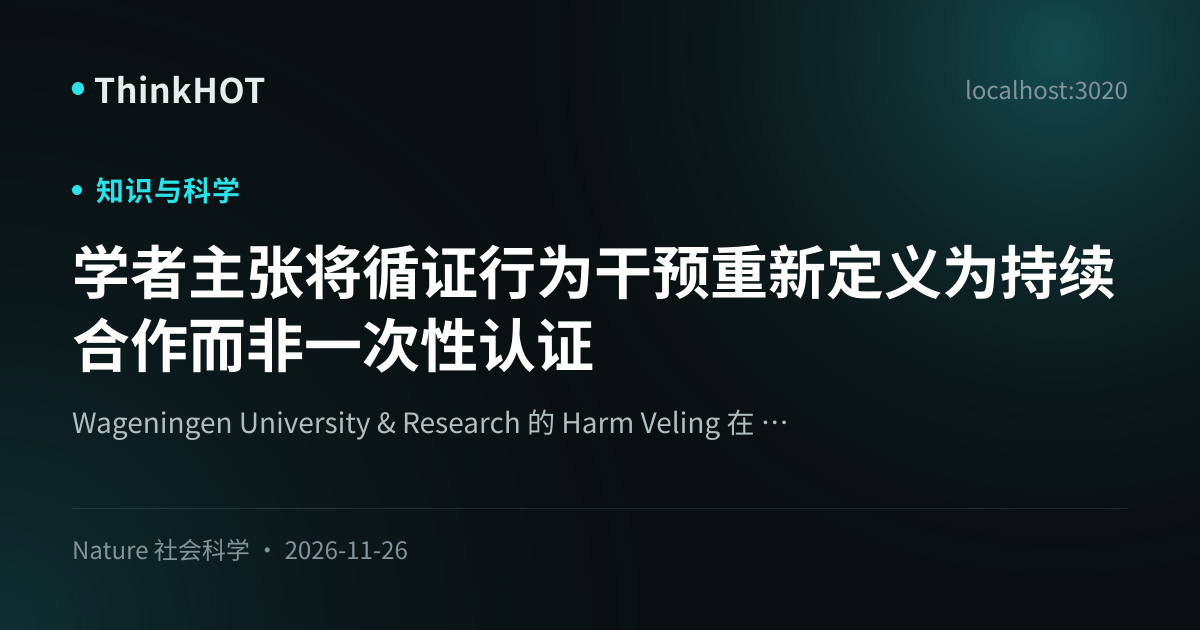 ThinkHOT
localhost:3020
知识与科学
学者主张将循证行为干预重新定义为持续
合作而非一次性认证
Wageningen University & Research 的 Harm Veling 在 …
Nature 社会科学 · 2026-11-26